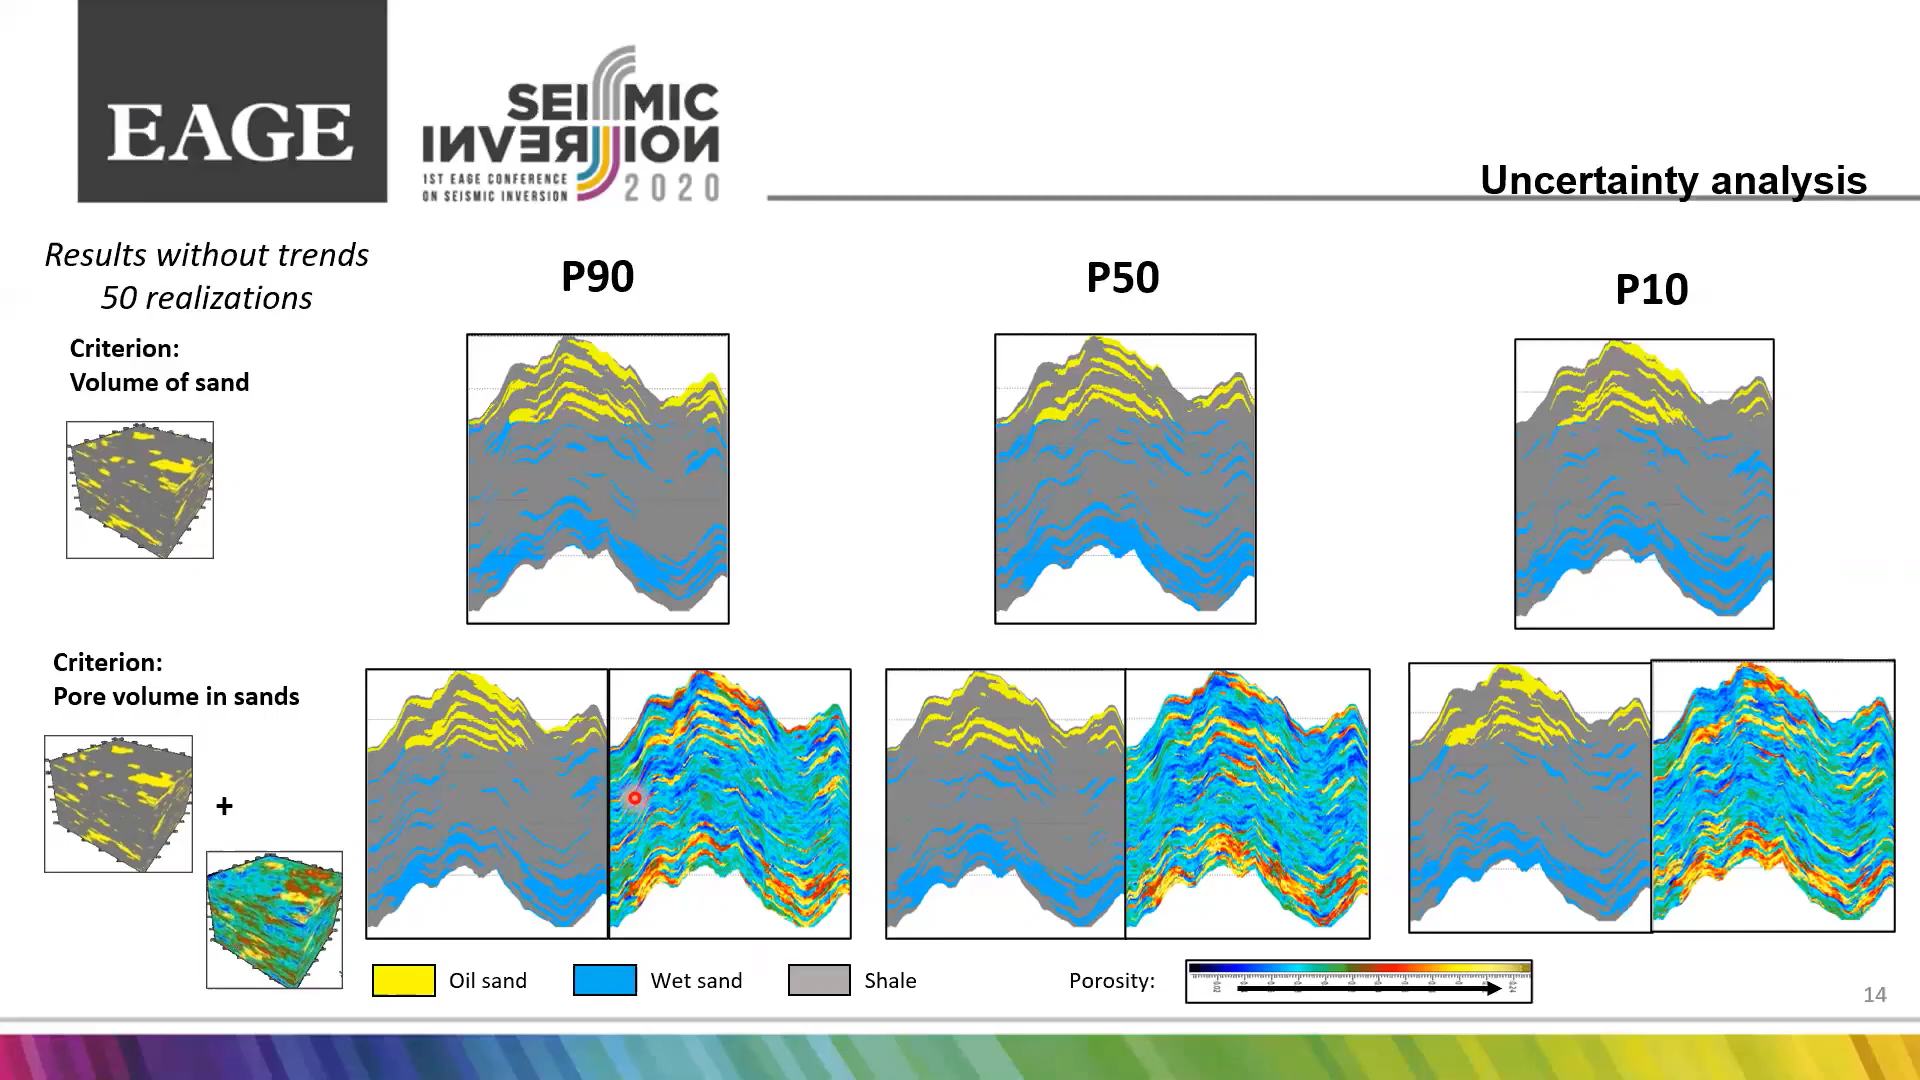 EAGE
SEISMIC
INVERSION
1ST EAGE CONFERENCE
ON SEISMIC INVERSION
2020
Uncertainty analysis
Results without trends
50 realizations
P90
P50
P10
Criterion:
Volume of sand
Criterion:
Pore volume in sands
+
Oil sand
Wet sand
Shale
Porosity:
14